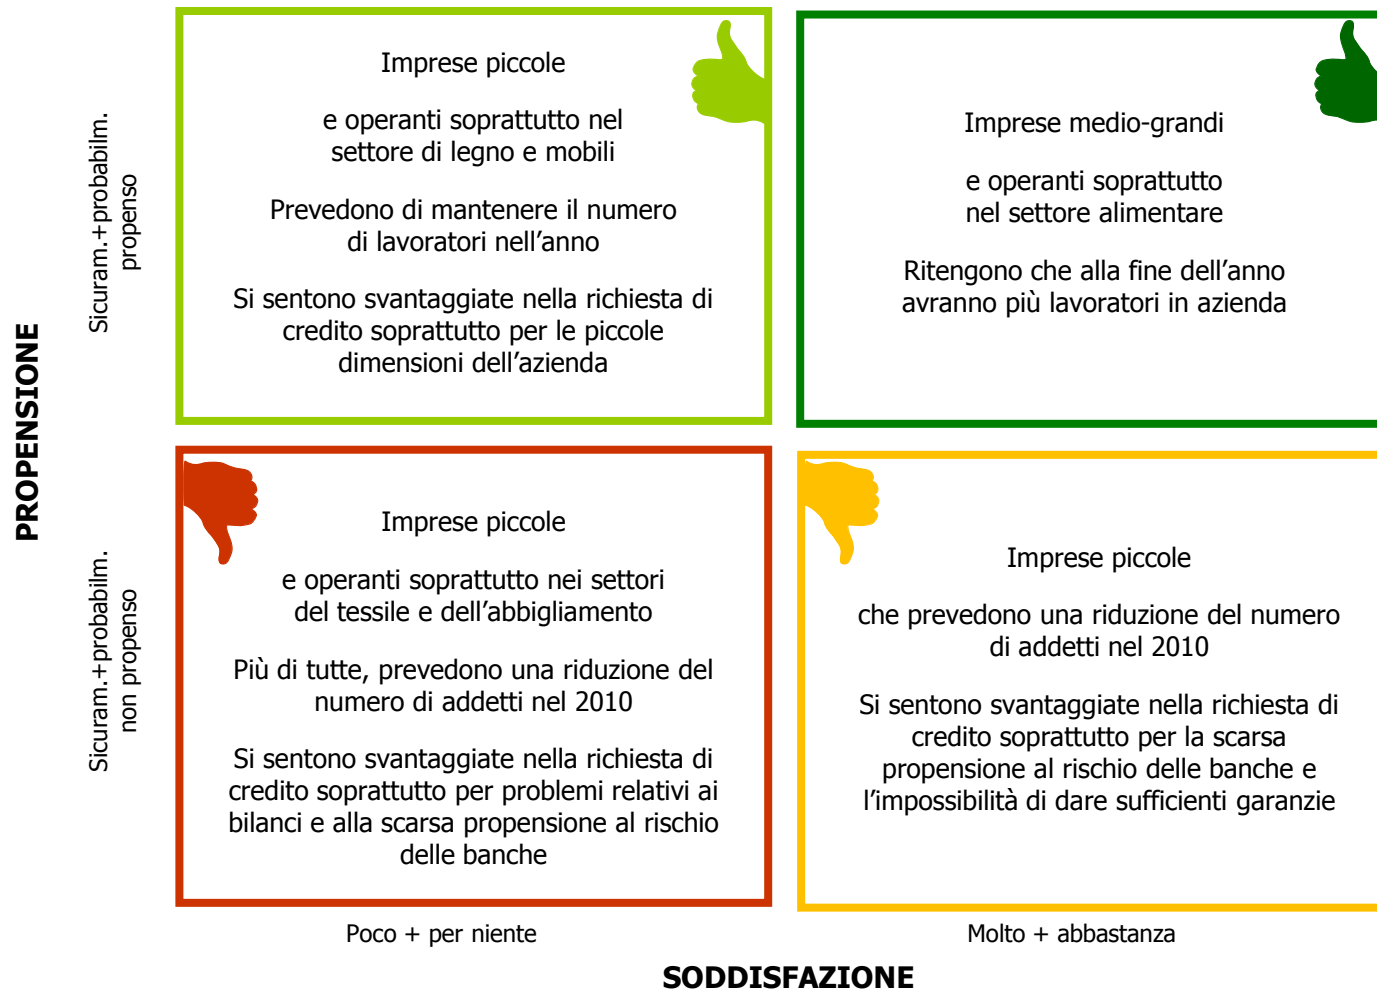 PROPENSIONE
Sicuram.+probabilm.
propenso
Imprese piccole
e operanti soprattutto nel
settore di legno e mobili
Prevedono di mantenere il numero
di lavoratori nell’anno
Si sentono svantaggiate nella richiesta di
credito soprattutto per le piccole
dimensioni dell’azienda
Imprese medio-grandi
e operanti soprattutto
nel settore alimentare
Ritengono che alla fine dell’anno
avranno più lavoratori in azienda
Sicuram.+probabilm.
non propenso
Imprese piccole
e operanti soprattutto nei settori
del tessile e dell’abbigliamento
Più di tutte, prevedono una riduzione del
numero di addetti nel 2010
Si sentono svantaggiate nella richiesta di
credito soprattutto per problemi relativi ai
bilanci e alla scarsa propensione al rischio
delle banche
Imprese piccole
che prevedono una riduzione del numero
di addetti nel 2010
Si sentono svantaggiate nella richiesta di
credito soprattutto per la scarsa
propensione al rischio delle banche e
l’impossibilità di dare sufficienti garanzie
Poco + per niente
Molto + abbastanza
SODDISFAZIONE